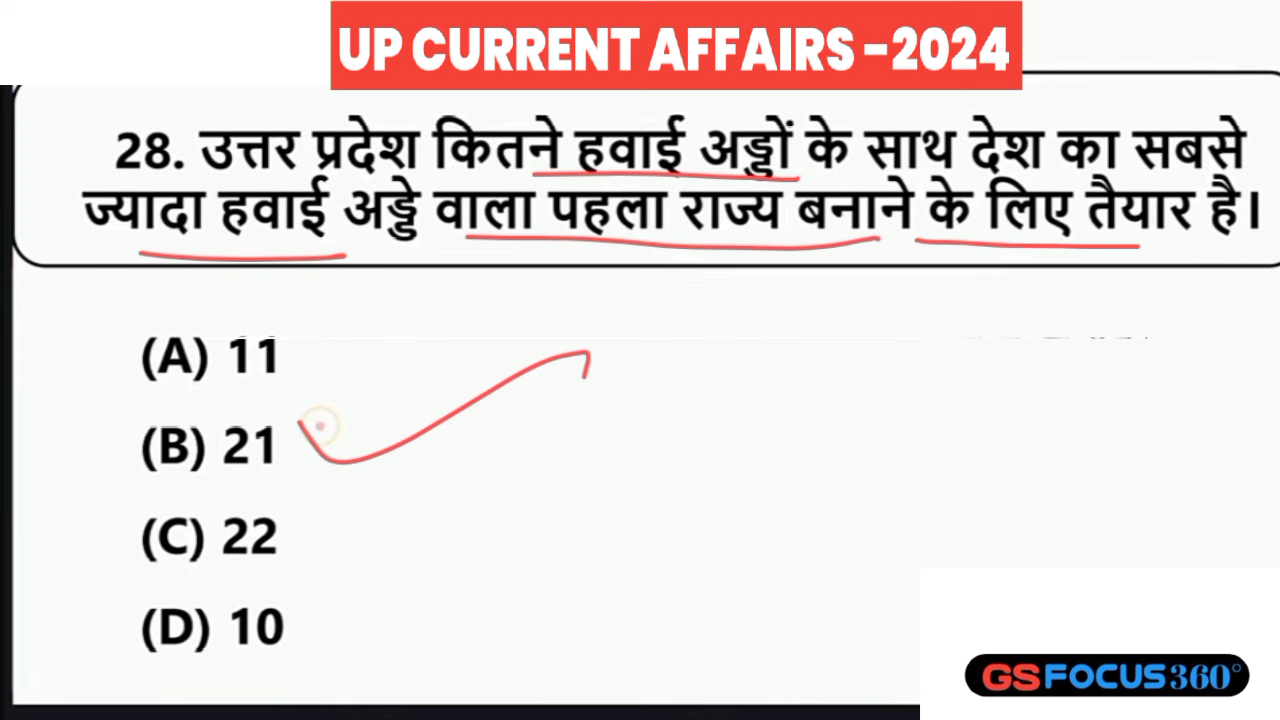 UP CURRENT AFFAIRS -2024
28. उत्तर प्रदेश कितने हवाई अड्डों के साथ देश का सबसे
ज्यादा हवाई अड्डे वाला पहला राज्य बनाने के लिए तैयार है।
(A) 11
(B) 21
(C) 22
(D) 10
GSFOCUS360°